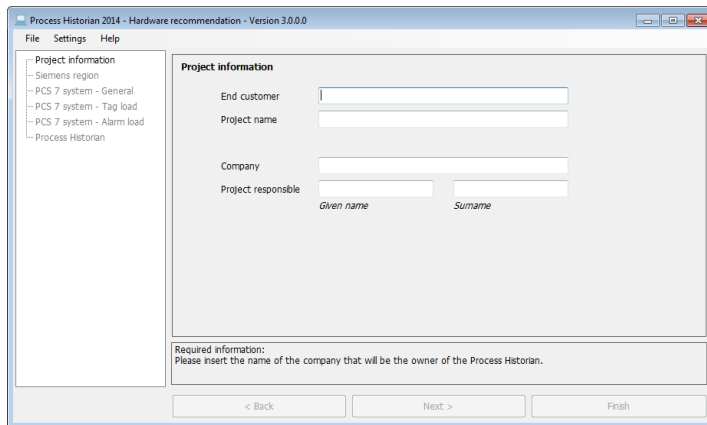 Process Historian 2014 - Hardware recommendation - Version 3.0.0.0
File Settings Help
Project information
Siemens region
PCS 7 system - General
PCS 7 system - Tag load
PCS 7 system - Alarm load
Process Historian
Project information
End customer
Project name
Company
Project responsible
Given name Surname
Required information:
Please insert the name of the company that will be the owner of the Process Historian.
< Back Next > Finish